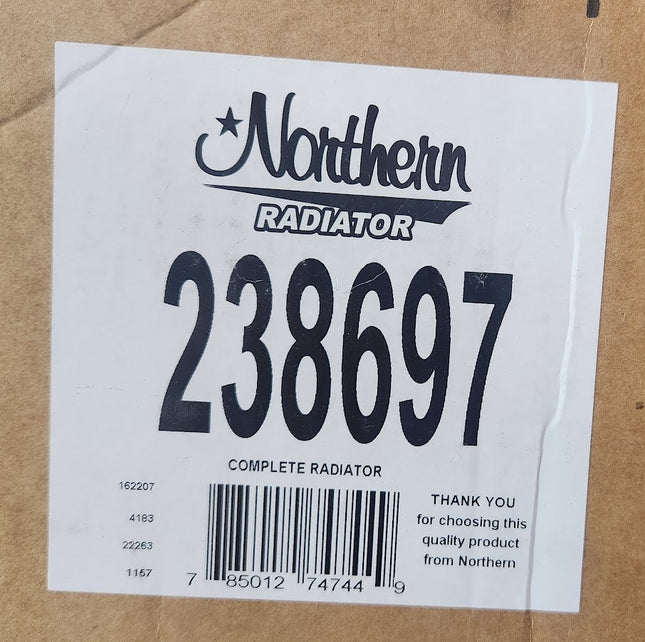 Northern
RADIATOR
238697
COMPLETE RADIATOR
162207
4183
22263
1157
7 85012 74744 9
THANK YOU
for choosing this
quality product
from Northern